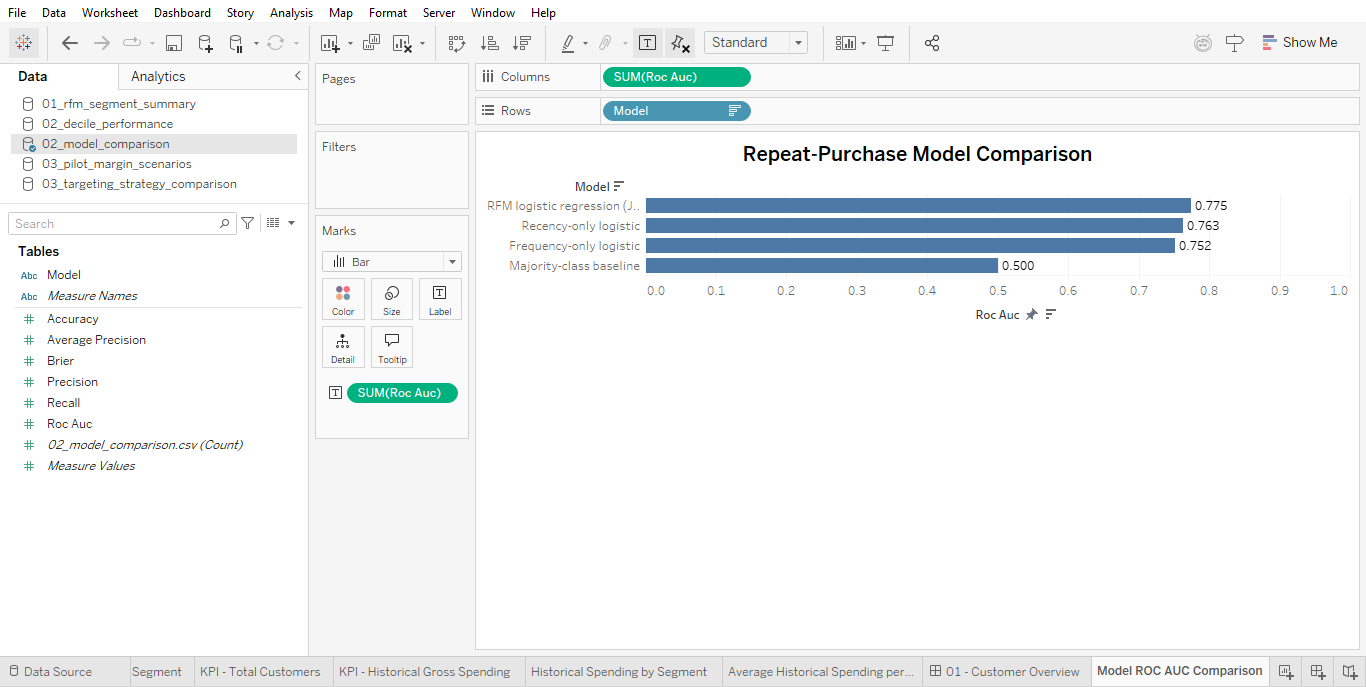 File Data Worksheet Dashboard Story Analysis Map Format Server Window Help
Standard
Show Me
Data Analytics
01_rfm_segment_summary
02_decile_performance
02_model_comparison
03_pilot_margin_scenarios
03_targeting_strategy_comparison
Search
Tables
Abc Model
Abc Measure Names
# Accuracy
# Average Precision
# Brier
# Precision
# Recall
# Roc Auc
# 02_model_comparison.csv (Count)
# Measure Values
Pages
Filters
Marks
Bar
Color Size Label
Detail Tooltip
T SUM(Roc Auc)
Columns SUM(Roc Auc)
Rows Model
Repeat-Purchase Model Comparison
Model
RFM logistic regression (J.. 0.775
Recency-only logistic 0.763
Frequency-only logistic 0.752
Majority-class baseline 0.500
0.0 0.1 0.2 0.3 0.4 0.5 0.6 0.7 0.8 0.9 1.0
Roc Auc
Data Source Segment KPI - Total Customers KPI - Historical Gross Spending Historical Spending by Segment Average Historical Spending per... 01 - Customer Overview Model ROC AUC Comparison